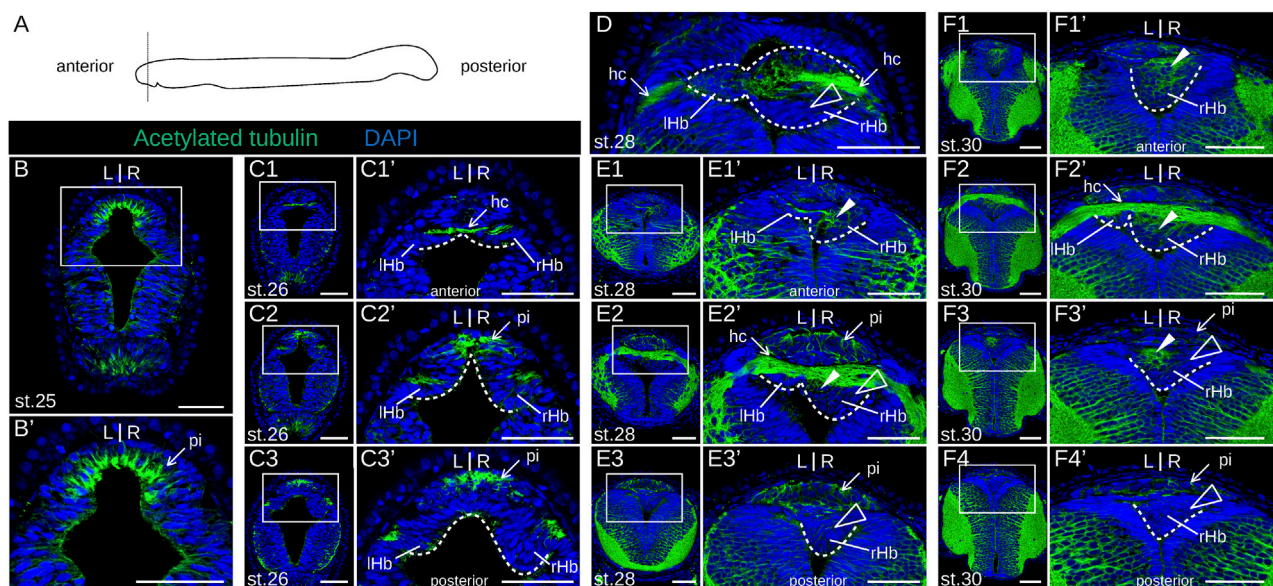 A
anterior
posterior
Acetylated tubulin DAPI
B
L | R
st.25
B'
L | R
pi
C1
st.26
C1'
L | R
hc
lHb
rHb
anterior
C2
st.26
C2'
L | R
pi
lHb
rHb
C3
st.26
C3'
L | R
pi
lHb
rHb
posterior
D
hc
hc
lHb
rHb
st.28
E1
st.28
E1'
L | R
lHb
rHb
anterior
E2
st.28
E2'
L | R
pi
hc
lHb
rHb
E3
st.28
E3'
L | R
pi
rHb
posterior
F1
st.30
F1'
L | R
rHb
anterior
F2
st.30
F2'
L | R
hc
lHb
rHb
F3
st.30
F3'
L | R
pi
rHb
F4
st.30
F4'
L | R
pi
rHb
posterior